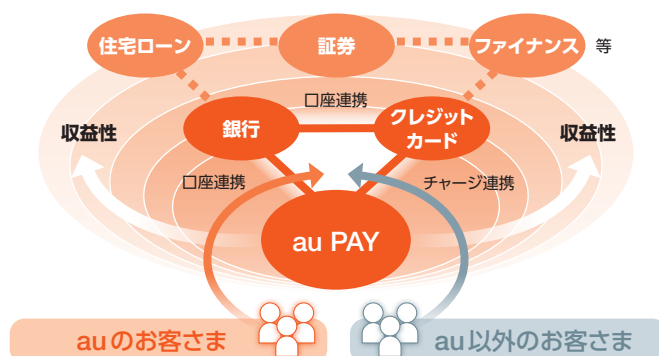 住宅ローン
証券
ファイナンス 等
口座連携
銀行
クレジット
カード
収益性
収益性
口座連携
チャージ連携
au PAY
auのお客さま
au以外のお客さま